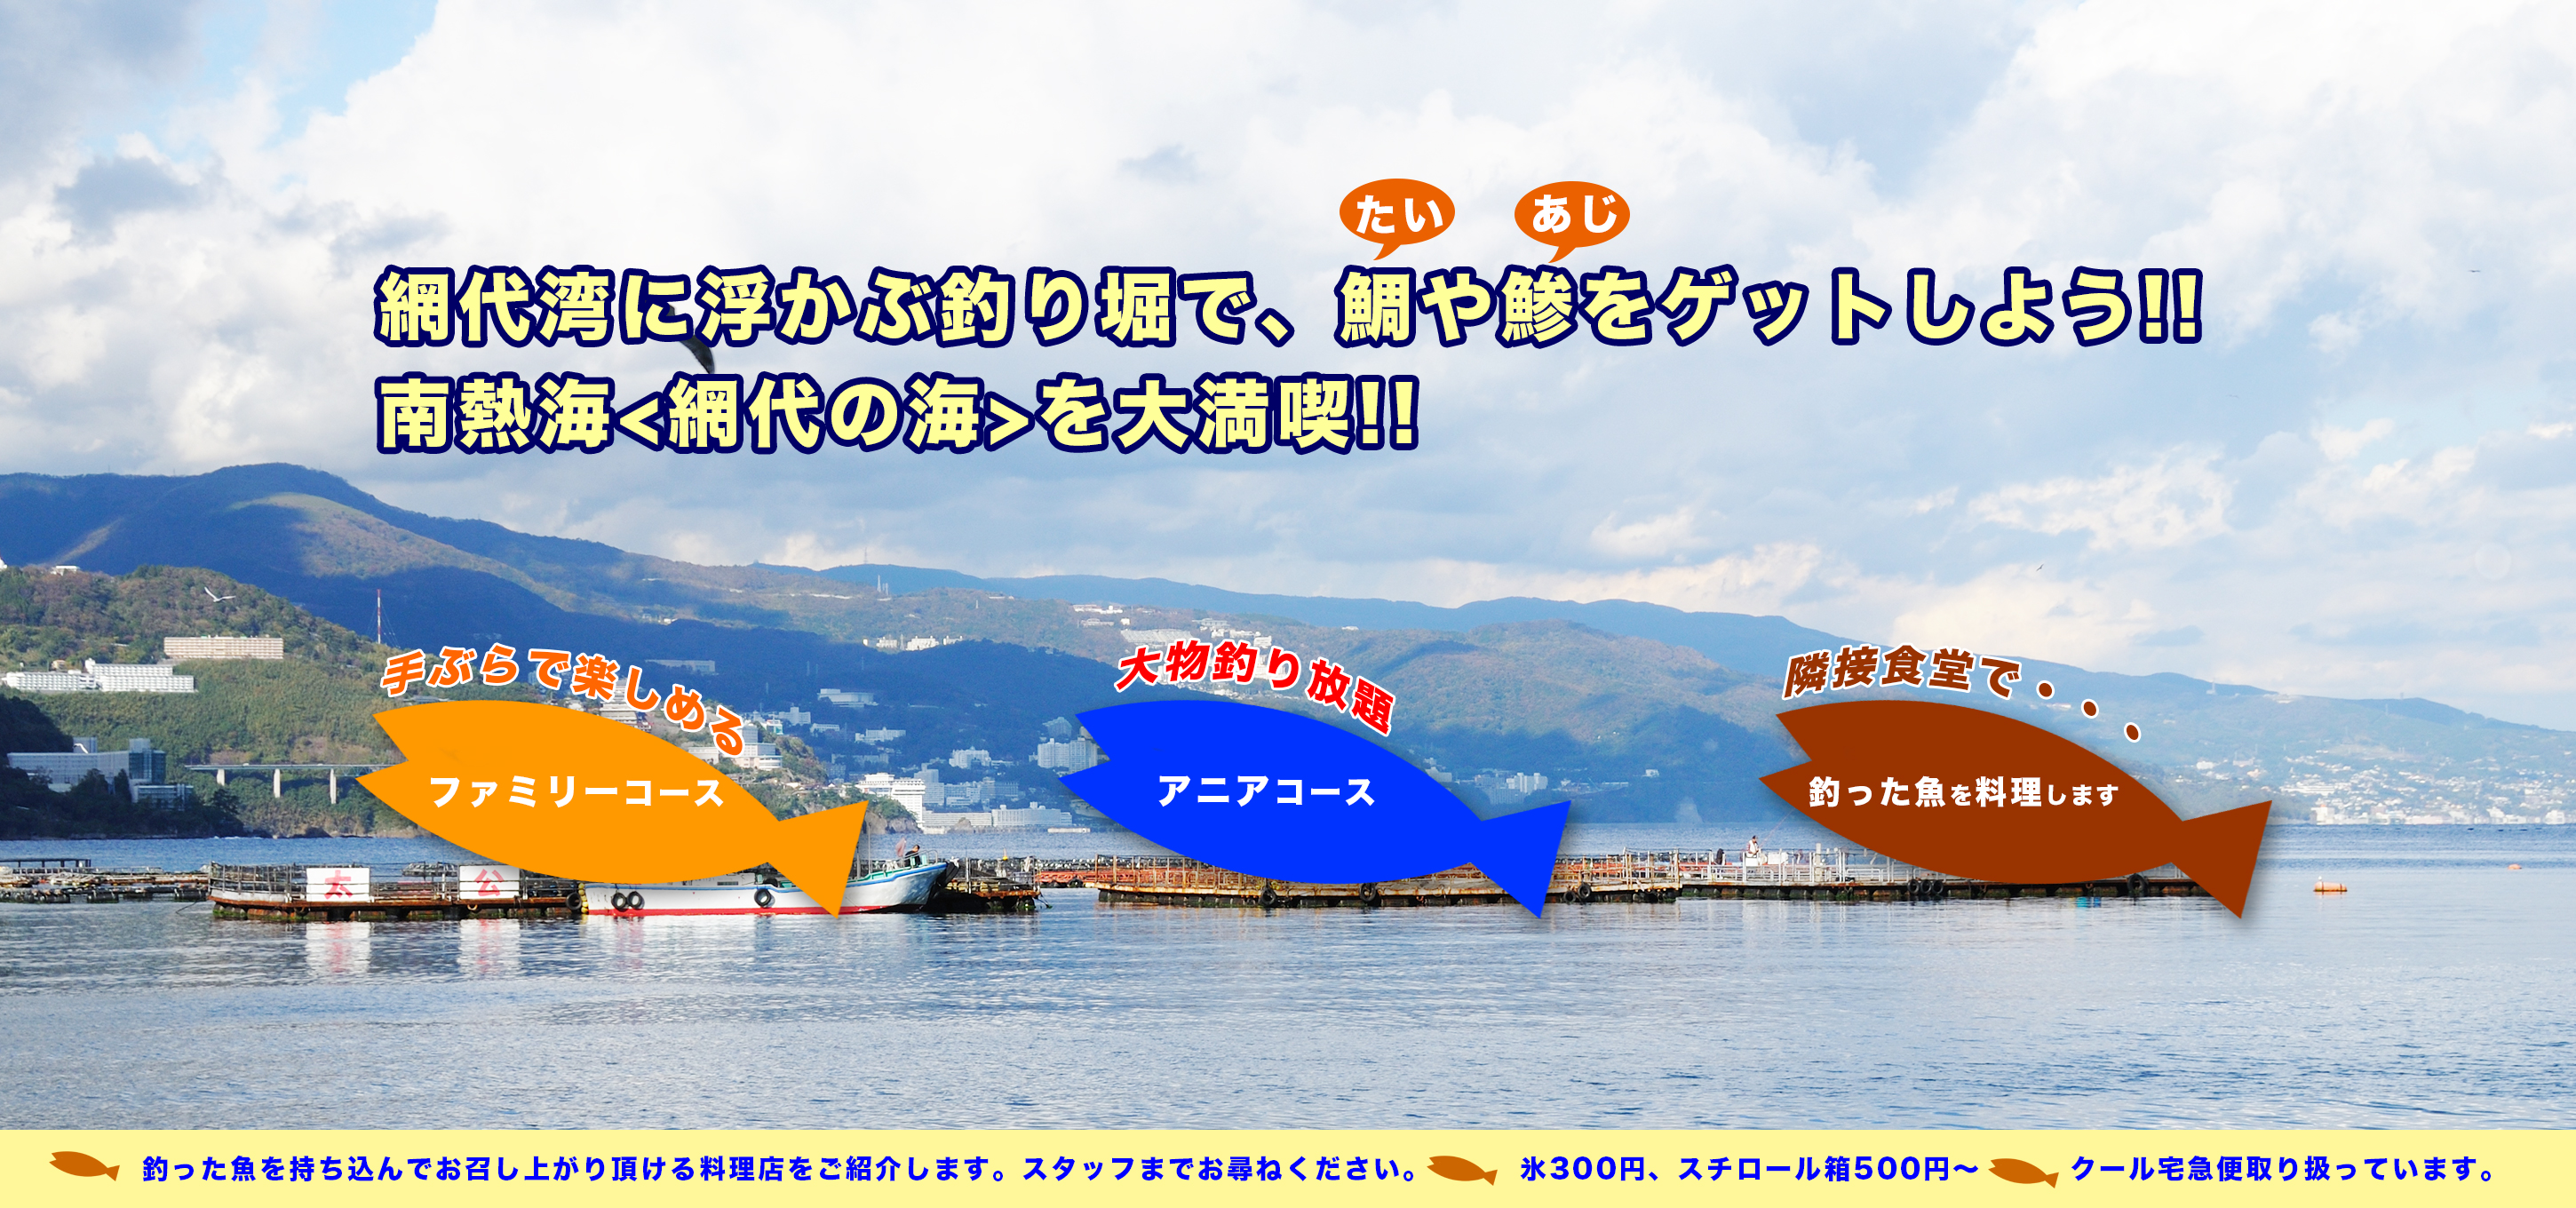 たい あじ
網代湾に浮かぶ釣り堀で、鯛や鯵をゲットしよう!!
南熱海<網代の海>を大満喫!!
手ぶらで楽しめる
ファミリーコース
大物釣り放題
アニアコース
隣接食堂で・・・
釣った魚を料理します
太 公
釣った魚を持ち込んでお召し上がり頂ける料理店をご紹介します。スタッフまでお尋ねください。 氷300円、スチロール箱500円～ クール宅急便取り扱っています。